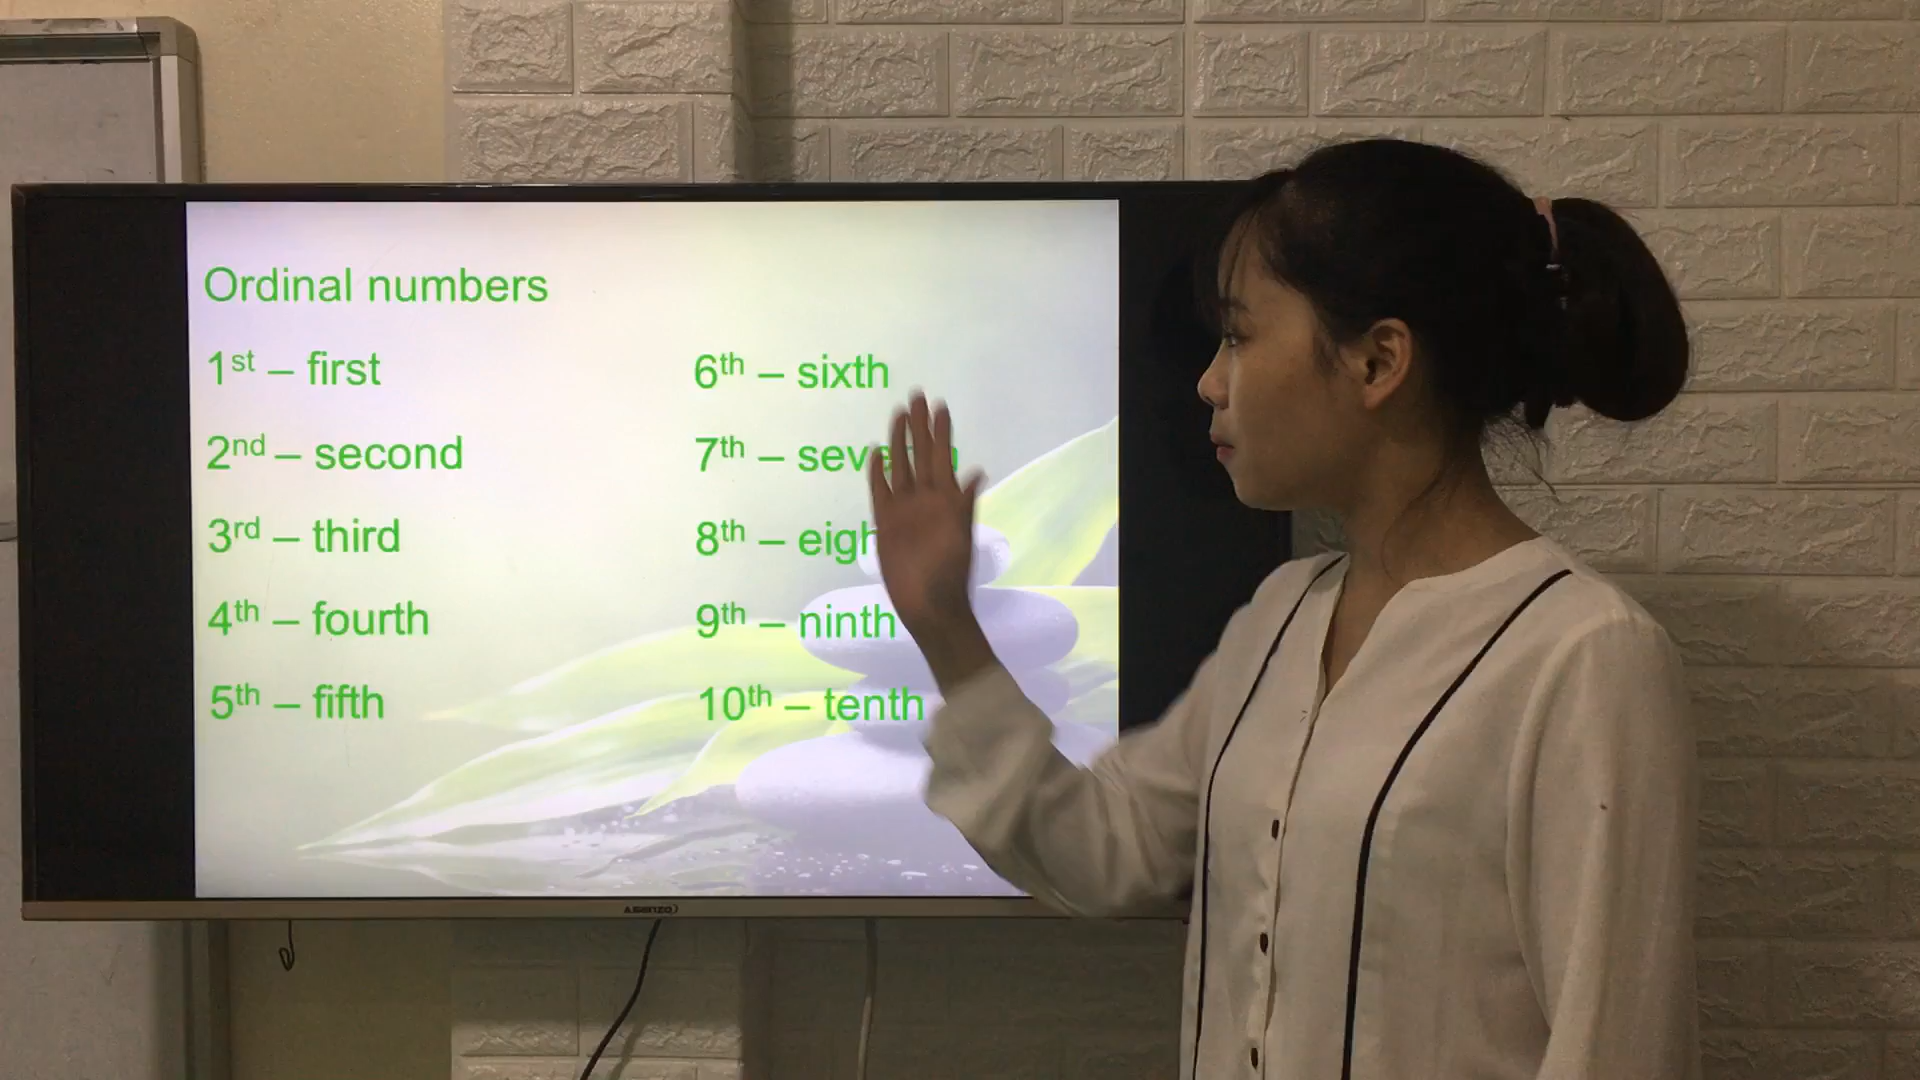 Ordinal numbers
1st – first
2nd – second
3rd – third
4th – fourth
5th – fifth
6th – sixth
7th –
8th –
9th – ninth
10th – tenth
ASANZO